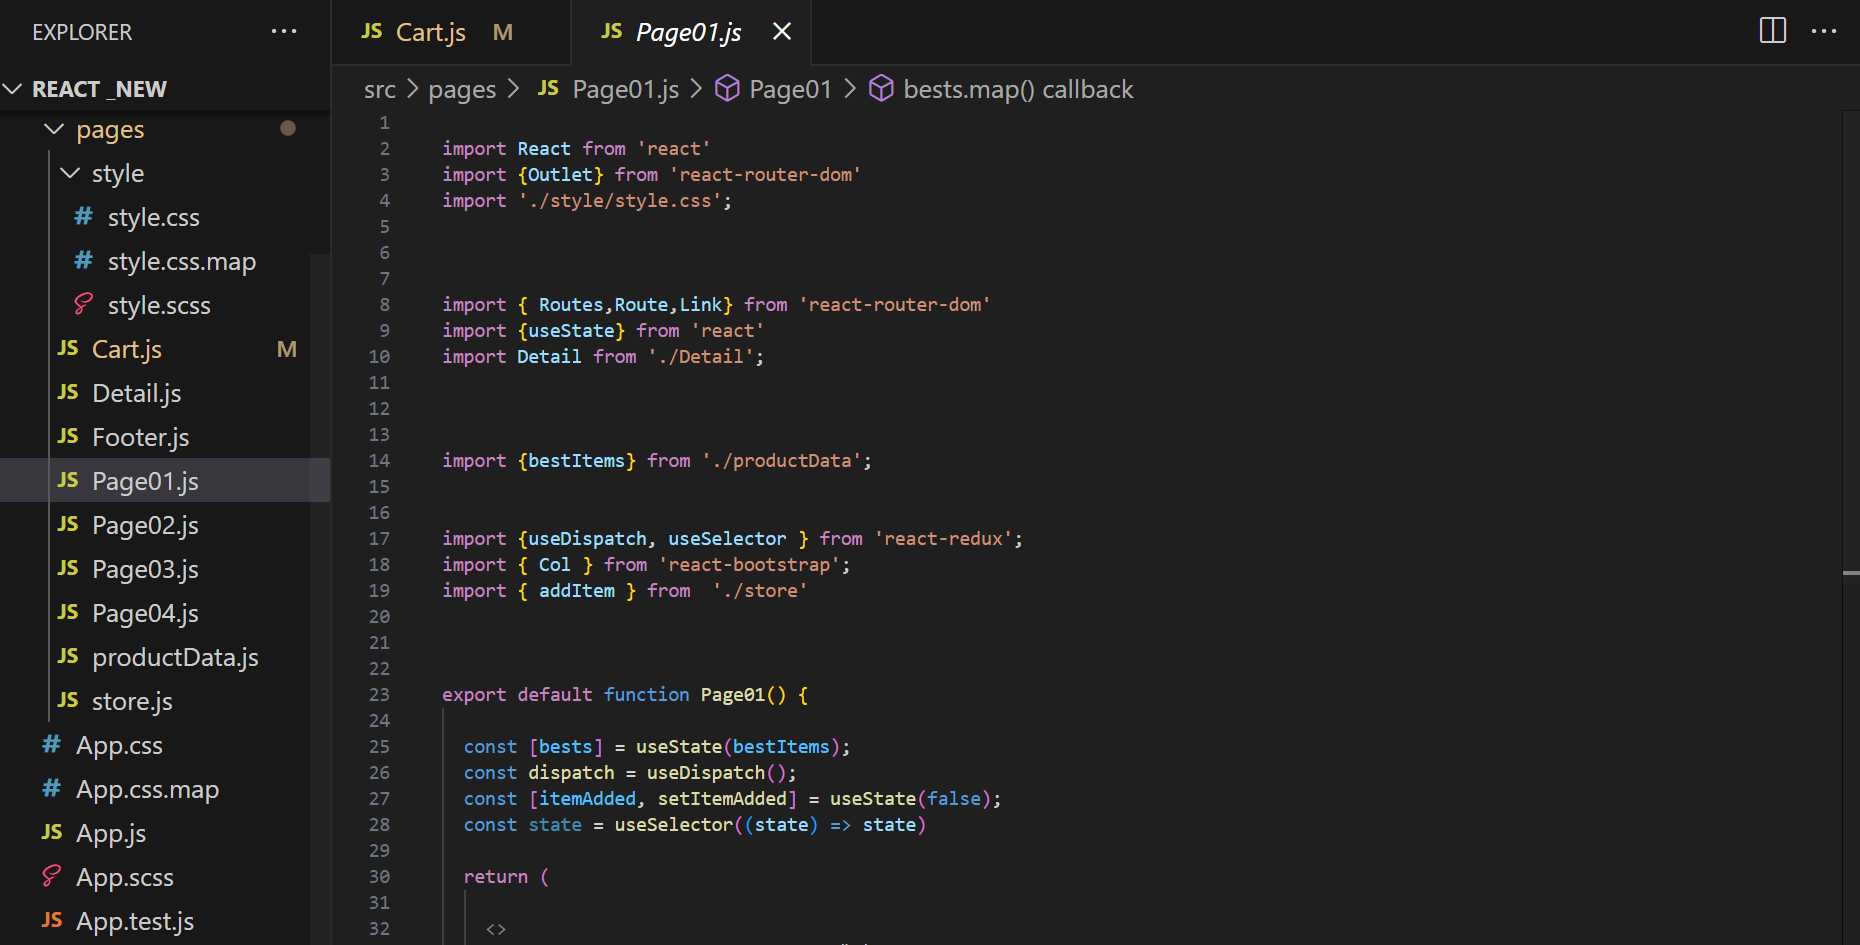 EXPLORER ...
REACT _NEW
pages
style
# style.css
# style.css.map
style.scss
JS Cart.js M
JS Detail.js
JS Footer.js
JS Page01.js
JS Page02.js
JS Page03.js
JS Page04.js
JS productData.js
JS store.js
# App.css
# App.css.map
JS App.js
App.scss
JS App.test.js
JS Cart.js M
JS Page01.js
src > pages > JS Page01.js > Page01 > bests.map() callback
1
2 import React from 'react'
3 import {Outlet} from 'react-router-dom'
4 import './style/style.css';
5
6
7
8 import { Routes,Route,Link} from 'react-router-dom'
9 import {useState} from 'react'
10 import Detail from './Detail';
11
12
13
14 import {bestItems} from './productData';
15
16
17 import {useDispatch, useSelector } from 'react-redux';
18 import { Col } from 'react-bootstrap';
19 import { addItem } from  './store'
20
21
22
23 export default function Page01() {
24
25 const [bests] = useState(bestItems);
26 const dispatch = useDispatch();
27 const [itemAdded, setItemAdded] = useState(false);
28 const state = useSelector((state) => state)
29
30 return (
31
32 <>